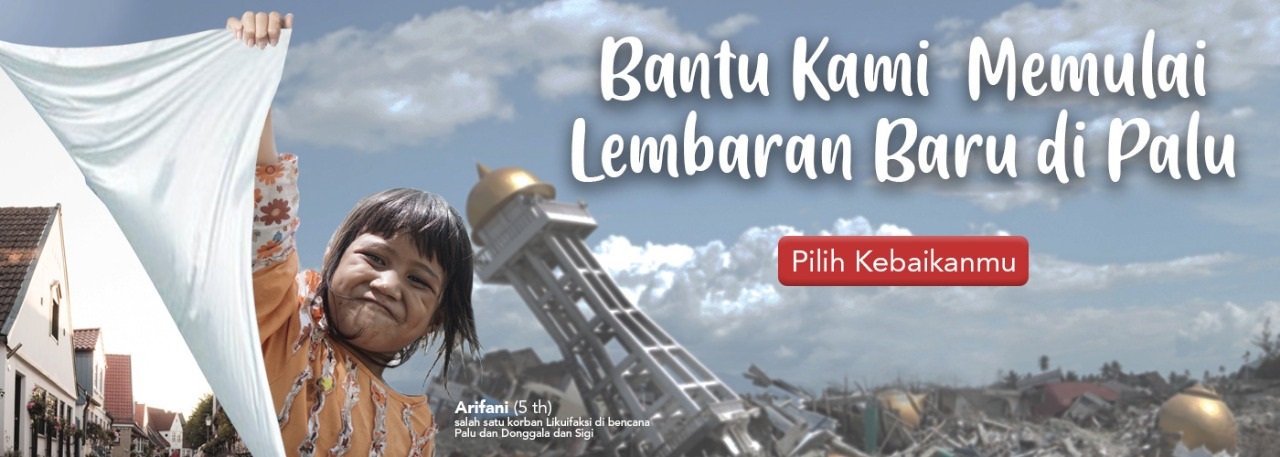 Bantu Kami Memulai
Lembaran Baru di Palu
Pilih Kebaikanmu
Arifani (5 th)
salah satu korban Likuifaksi di bencana
Palu dan Donggala dan Sigi